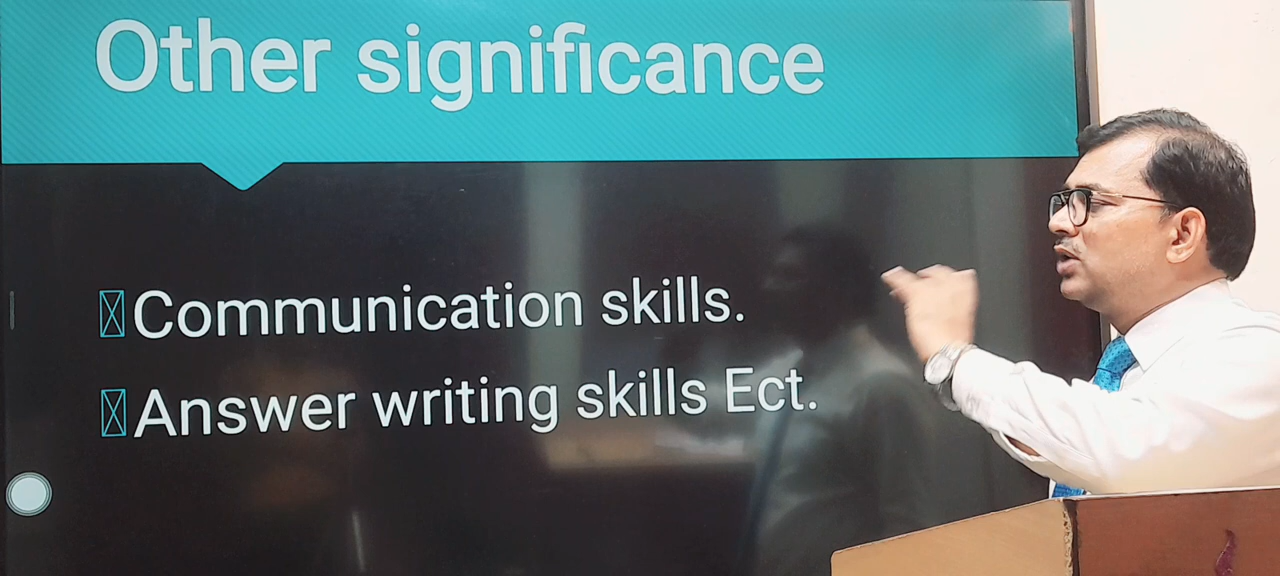 Other significance
Communication skills.
Answer writing skills Ect.